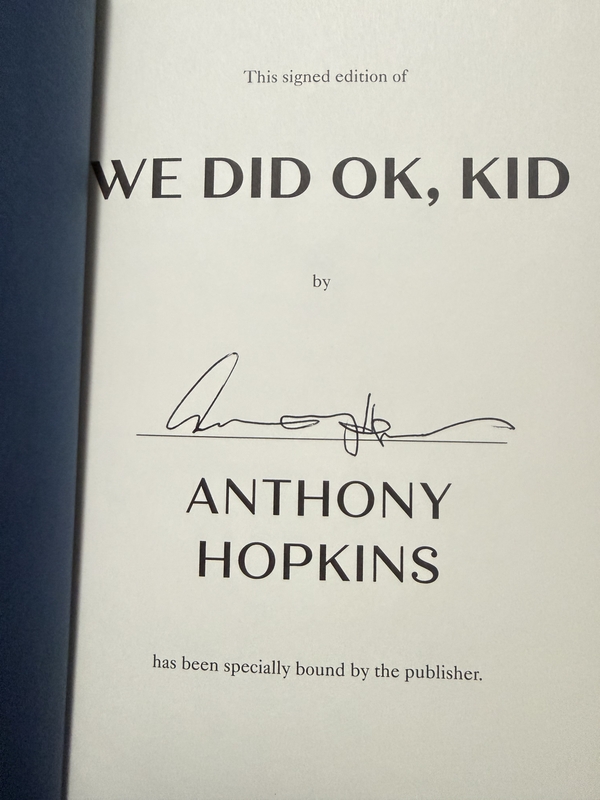 This signed edition of
WE DID OK, KID
by
ANTHONY
HOPKINS
has been specially bound by the publisher.